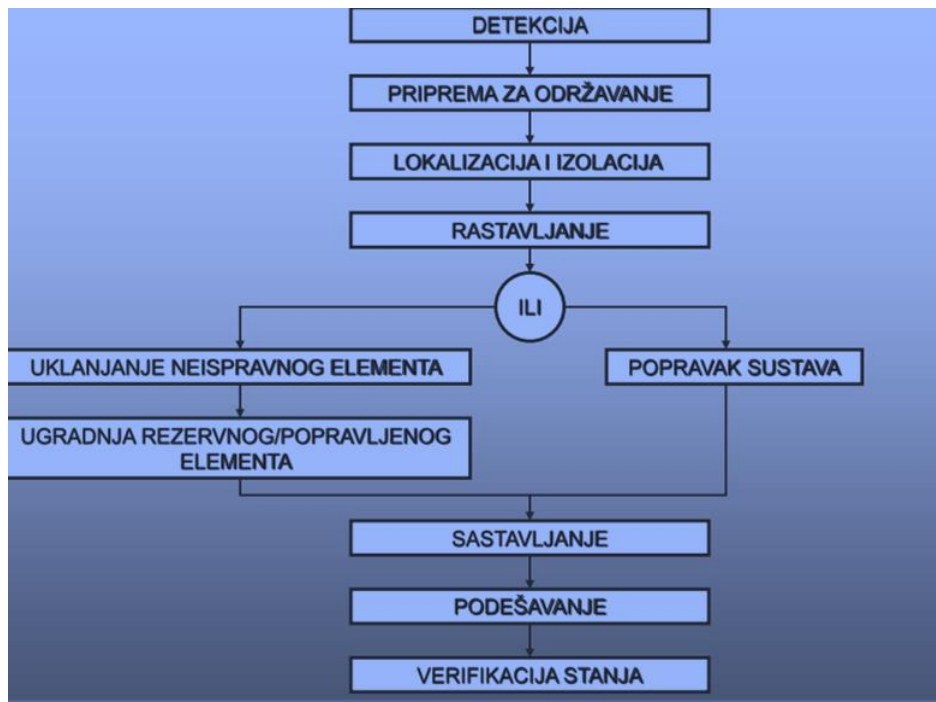 DETEKCIJA
PRIPREMA ZA ODRŽAVANJE
LOKALIZACIJA I IZOLACIJA
RASTAVLJANJE
ILI
UKLANJANJE NEISPRAVNOG ELEMENTA
POPRAVAK SUSTAVA
UGRADNJA REZERVNOG/POPRAVLJENOG
ELEMENTA
SASTAVLJANJE
PODEŠAVANJE
VERIFIKACIJA STANJA